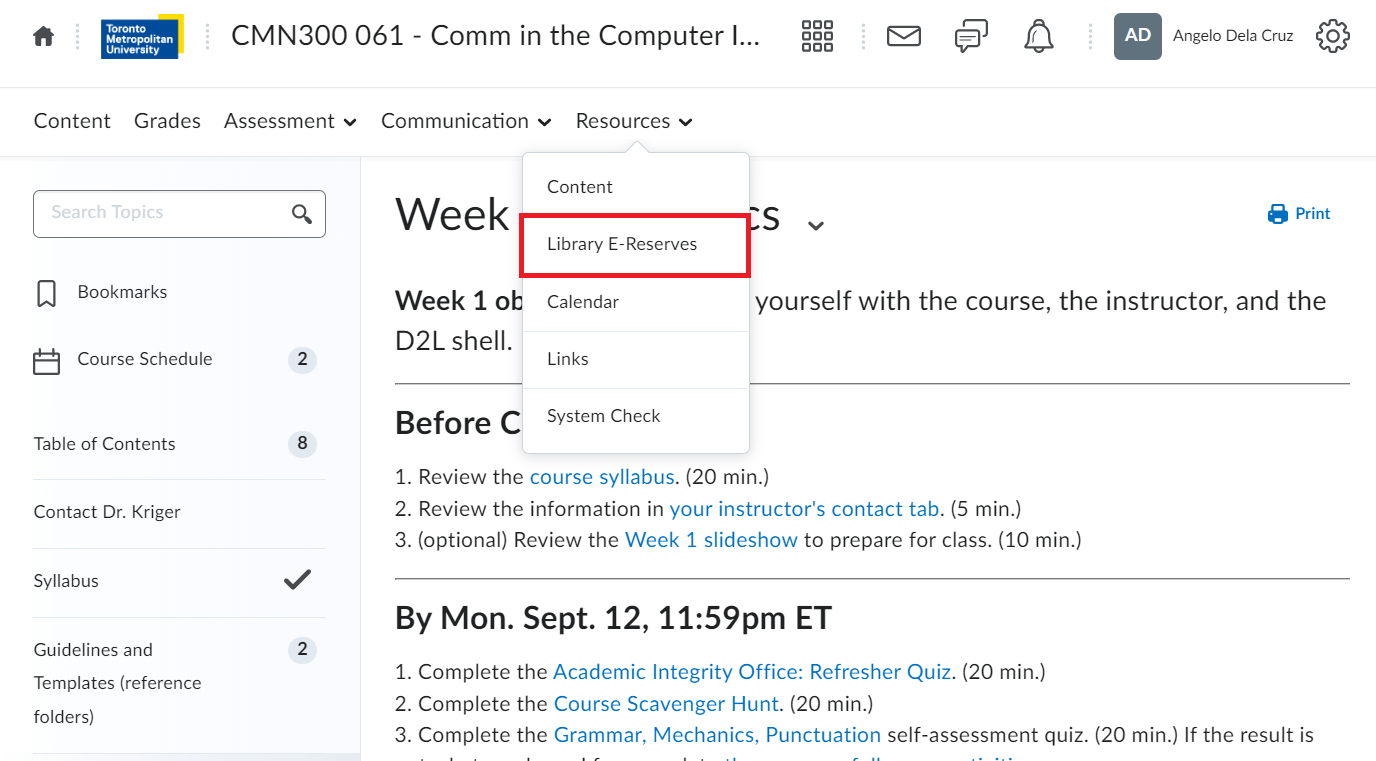 Toronto
Metropolitan
University
CMN300 061 - Comm in the Computer I...
AD
Angelo Dela Cruz
Content Grades Assessment Communication Resources
Search Topics
Bookmarks
Course Schedule 2
Table of Contents 8
Contact Dr. Kriger
Syllabus
Guidelines and 2
Templates (reference
folders)
Content
Library E-Reserves
Calendar
Links
System Check
Week
Print
Week 1 yourself with the course, the instructor, and the
D2L shell.
Before
1. Review the course syllabus. (20 min.)
2. Review the information in your instructor's contact tab. (5 min.)
3. (optional) Review the Week 1 slideshow to prepare for class. (10 min.)
By Mon. Sept. 12, 11:59pm ET
1. Complete the Academic Integrity Office: Refresher Quiz. (20 min.)
2. Complete the Course Scavenger Hunt. (20 min.)
3. Complete the Grammar, Mechanics, Punctuation self-assessment quiz. (20 min.) If the result is